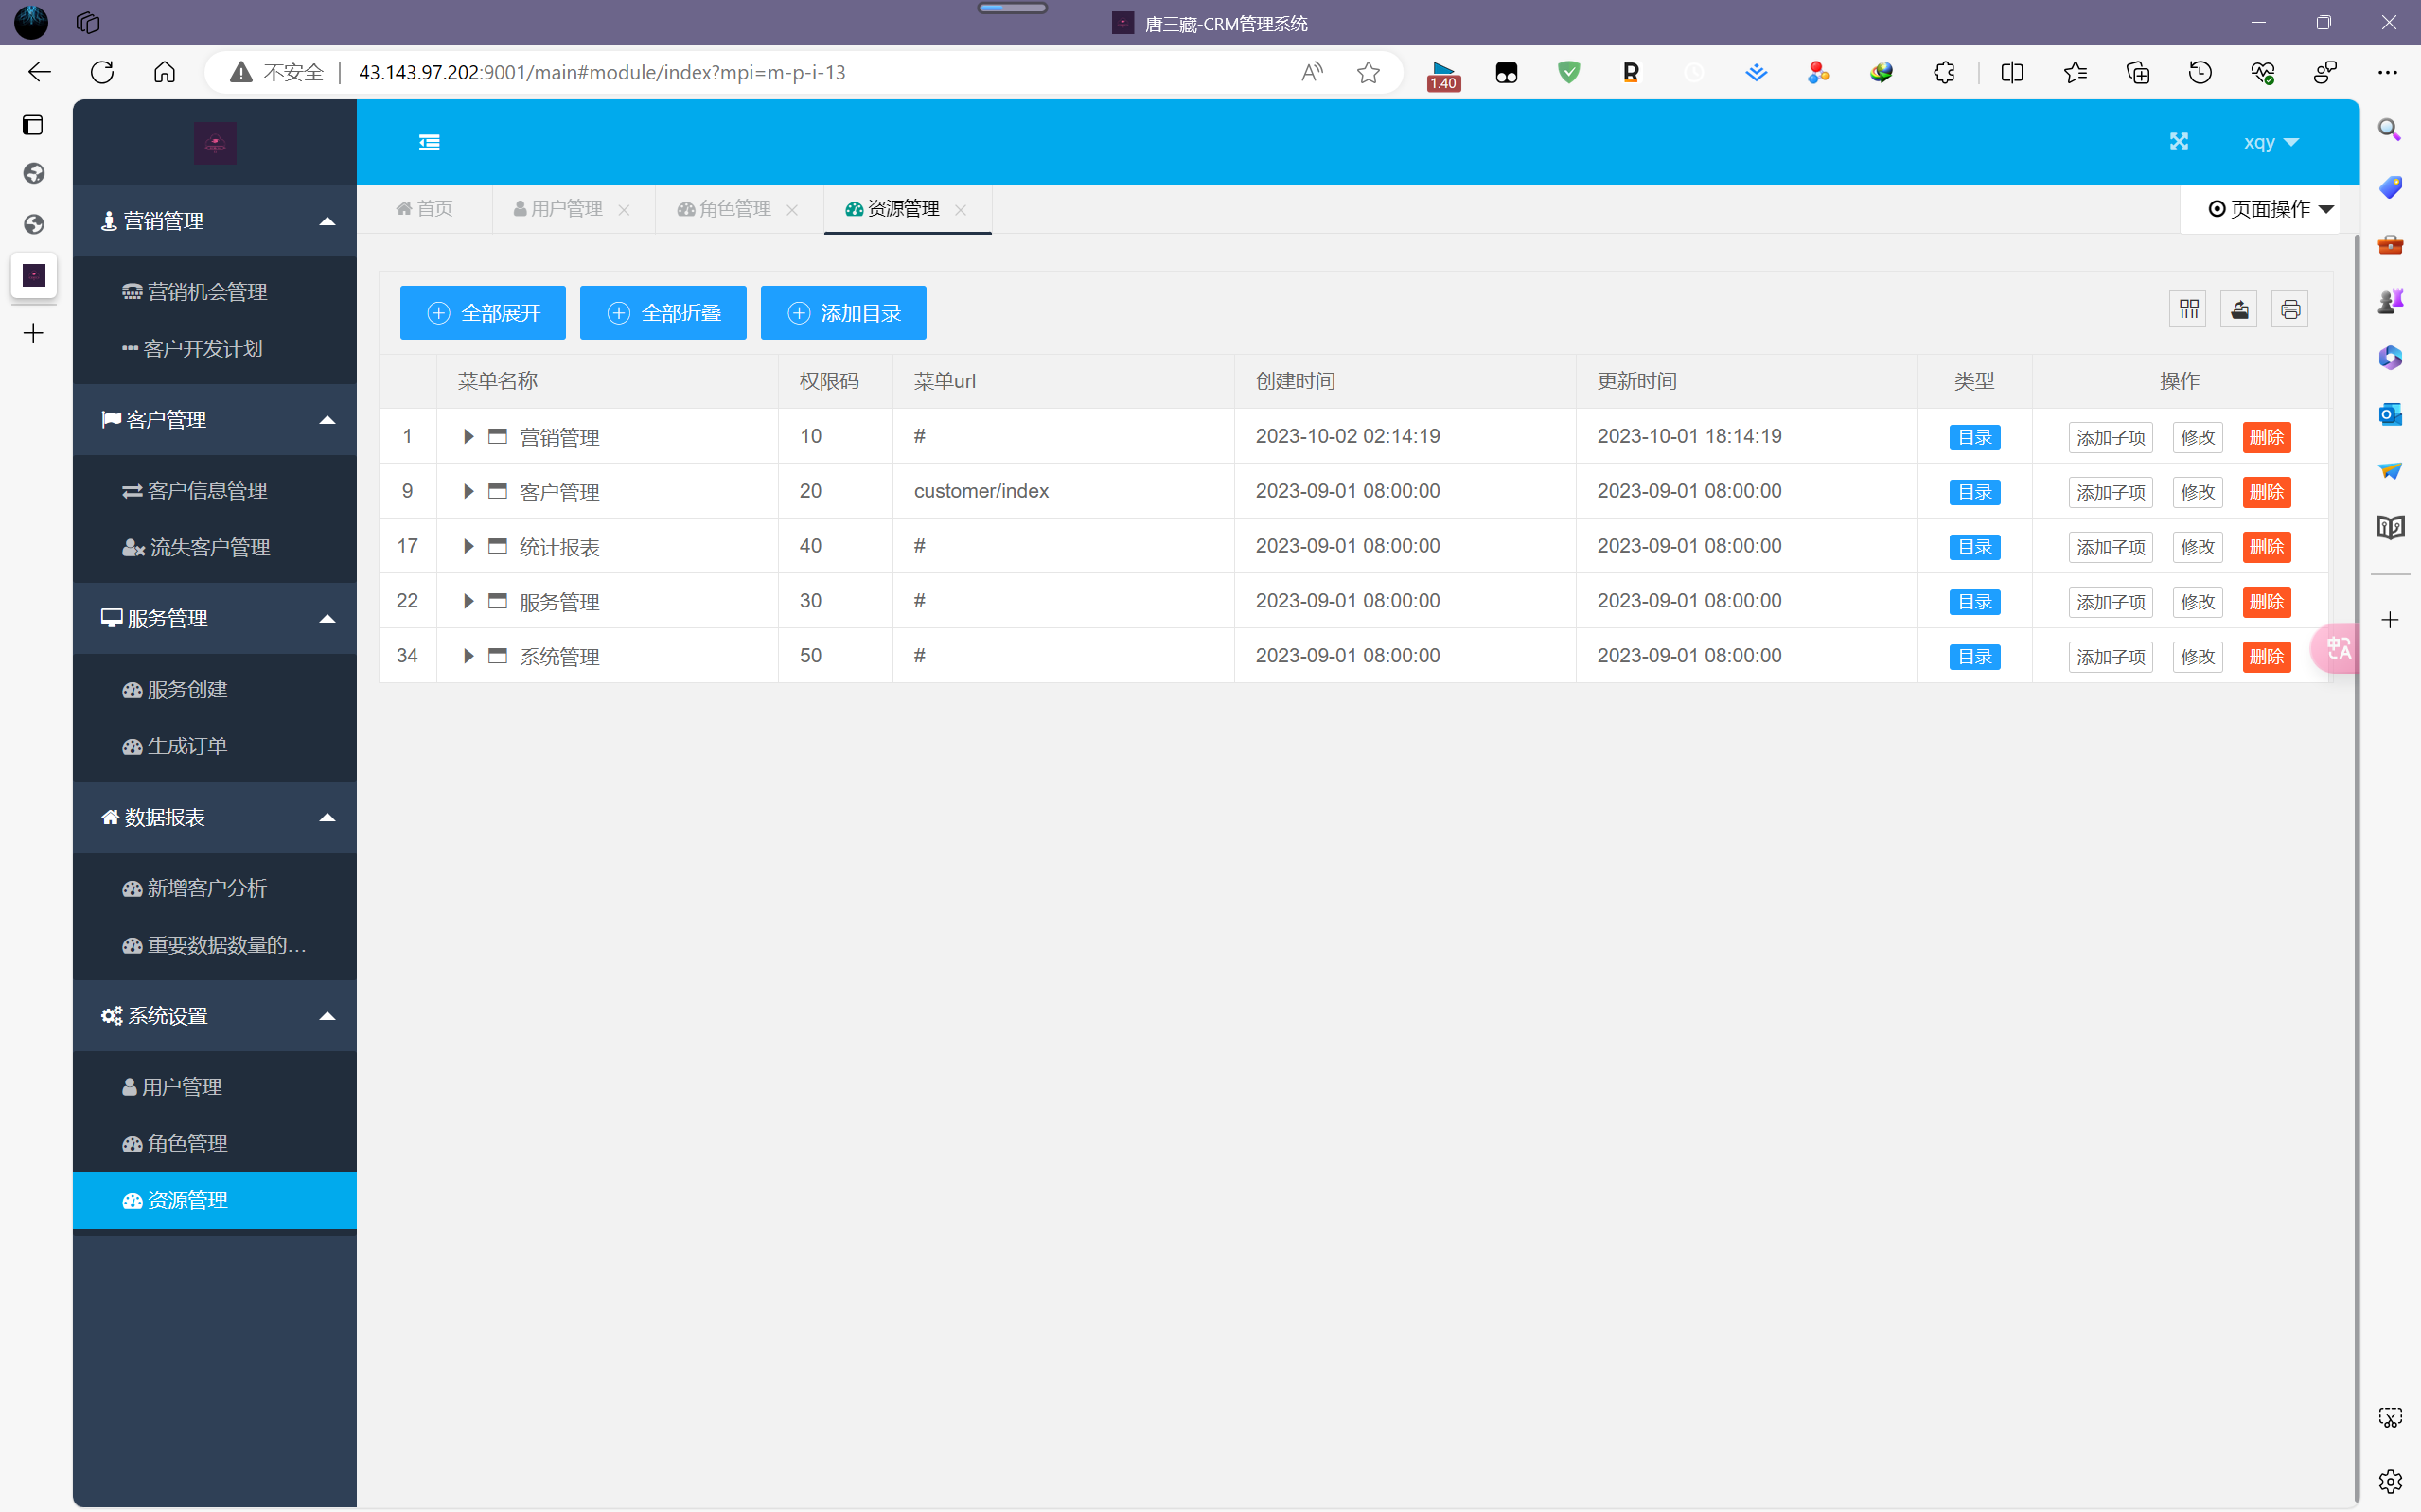 唐三藏-CRM管理系统
不安全 43.143.97.202:9001/main#module/index?mpi=m-p-i-13
1.40
xqy
首页 用户管理 角色管理 资源管理 页面操作
营销管理
营销机会管理
客户开发计划
客户管理
客户信息管理
流失客户管理
服务管理
服务创建
生成订单
数据报表
新增客户分析
重要数据数量的...
系统设置
用户管理
角色管理
资源管理
全部展开 全部折叠 添加目录
菜单名称 权限码 菜单url 创建时间 更新时间 类型 操作
1 营销管理 10 # 2023-10-02 02:14:19 2023-10-01 18:14:19 目录 添加子项 修改 删除
9 客户管理 20 customer/index 2023-09-01 08:00:00 2023-09-01 08:00:00 目录 添加子项 修改 删除
17 统计报表 40 # 2023-09-01 08:00:00 2023-09-01 08:00:00 目录 添加子项 修改 删除
22 服务管理 30 # 2023-09-01 08:00:00 2023-09-01 08:00:00 目录 添加子项 修改 删除
34 系统管理 50 # 2023-09-01 08:00:00 2023-09-01 08:00:00 目录 添加子项 修改 删除